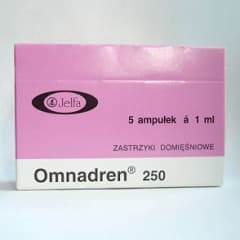 Jelfa
5 ampułek á 1 ml
ZASTRZYKI DOMIĘŚNIOWE
Omnadren® 250